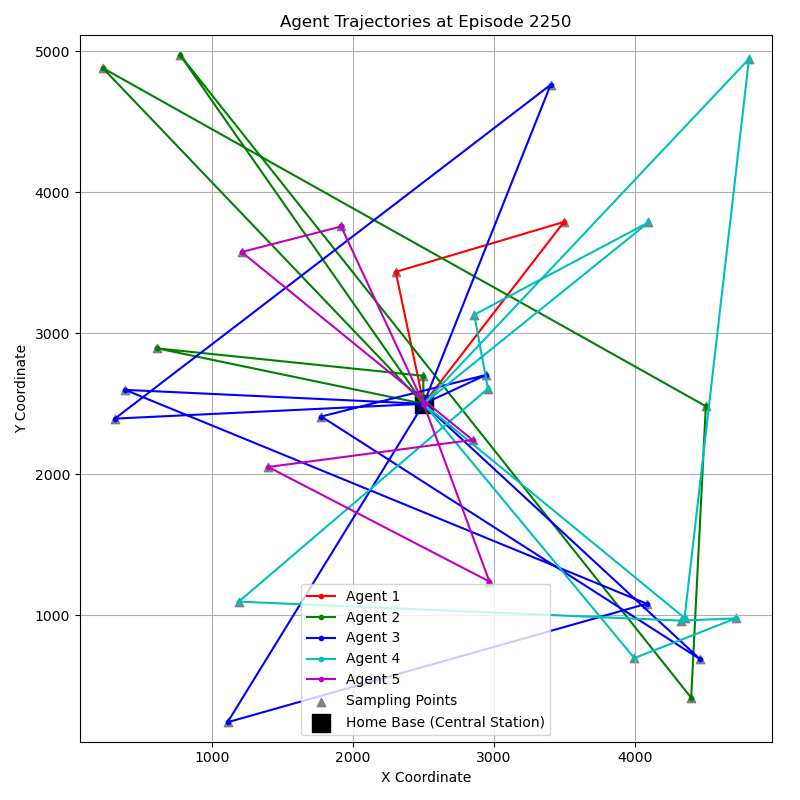 Agent Trajectories at Episode 2250
5000
4000
3000
2000
1000
Y Coordinate
1000
2000
3000
4000
X Coordinate
Agent 1
Agent 2
Agent 3
Agent 4
Agent 5
Sampling Points
Home Base (Central Station)